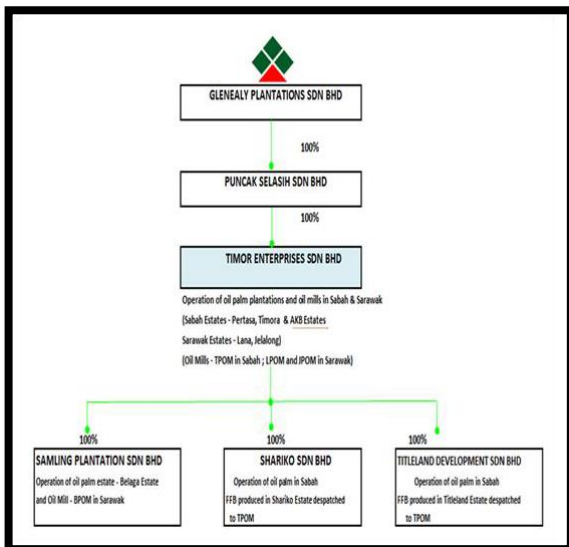 GLENEALY PLANTATIONS SDN BHD
100%
PUNCAK SELASIH SDN BHD
100%
TIMOR ENTERPRISES SDN BHD
Operation of oil palm plantations and oil mills in Sabah & Sarawak
(Sabah Estates - Pertasa, Timora & AKB Estates
Sarawak Estates - Lana, Jelalong)
(Oil Mills - TPOM in Sabah ; LPOM and JPOM in Sarawak)
100%
SAMLING PLANTATION SDN BHD
Operation of oil palm estate - Belaga Estate
and Oil Mill - BPOM in Sarawak
100%
SHARIKO SDN BHD
Operation of oil palm in Sabah
FFB produced in Shariko Estate despatched
to TPOM
100%
TITLELAND DEVELOPMENT SDN BHD
Operation of oil palm in Sabah
FFB produced in Titleland Estate despatched
to TPOM